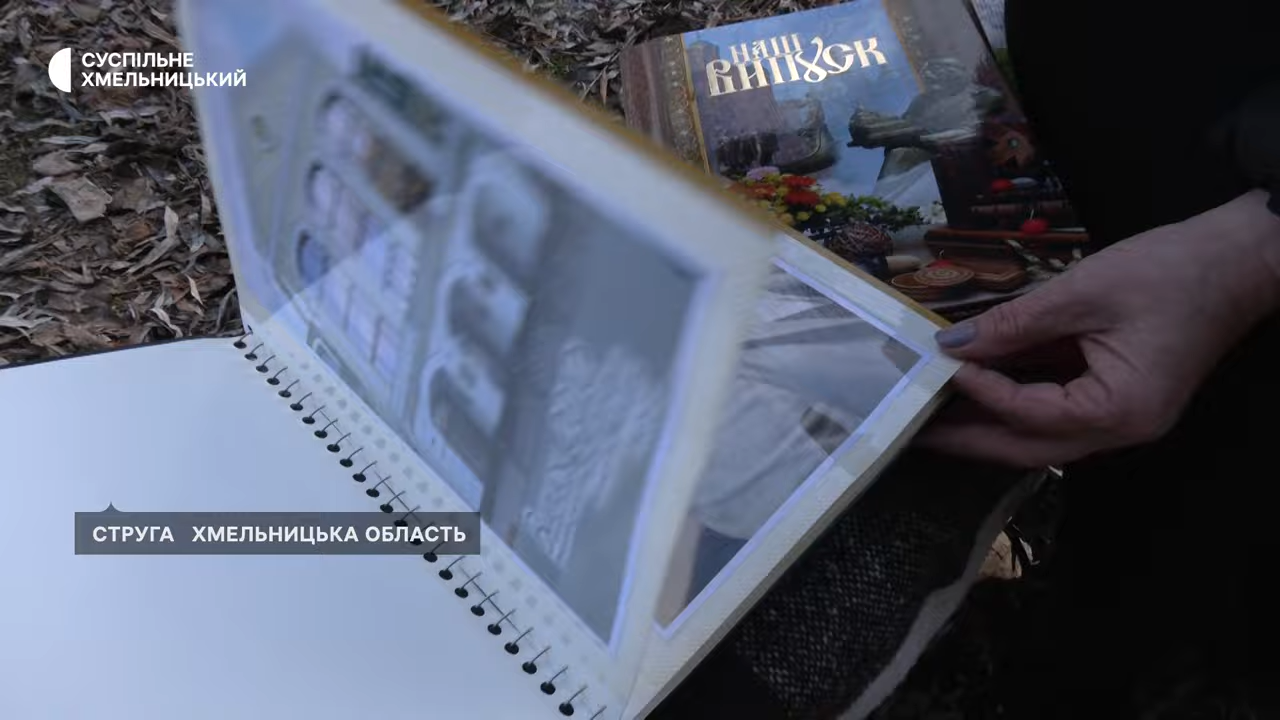 СУСПІЛЬНЕ
ХМЕЛЬНИЦЬКИЙ
НАШ
ВИПУСК
СТРУГА ХМЕЛЬНИЦЬКА ОБЛАСТЬ